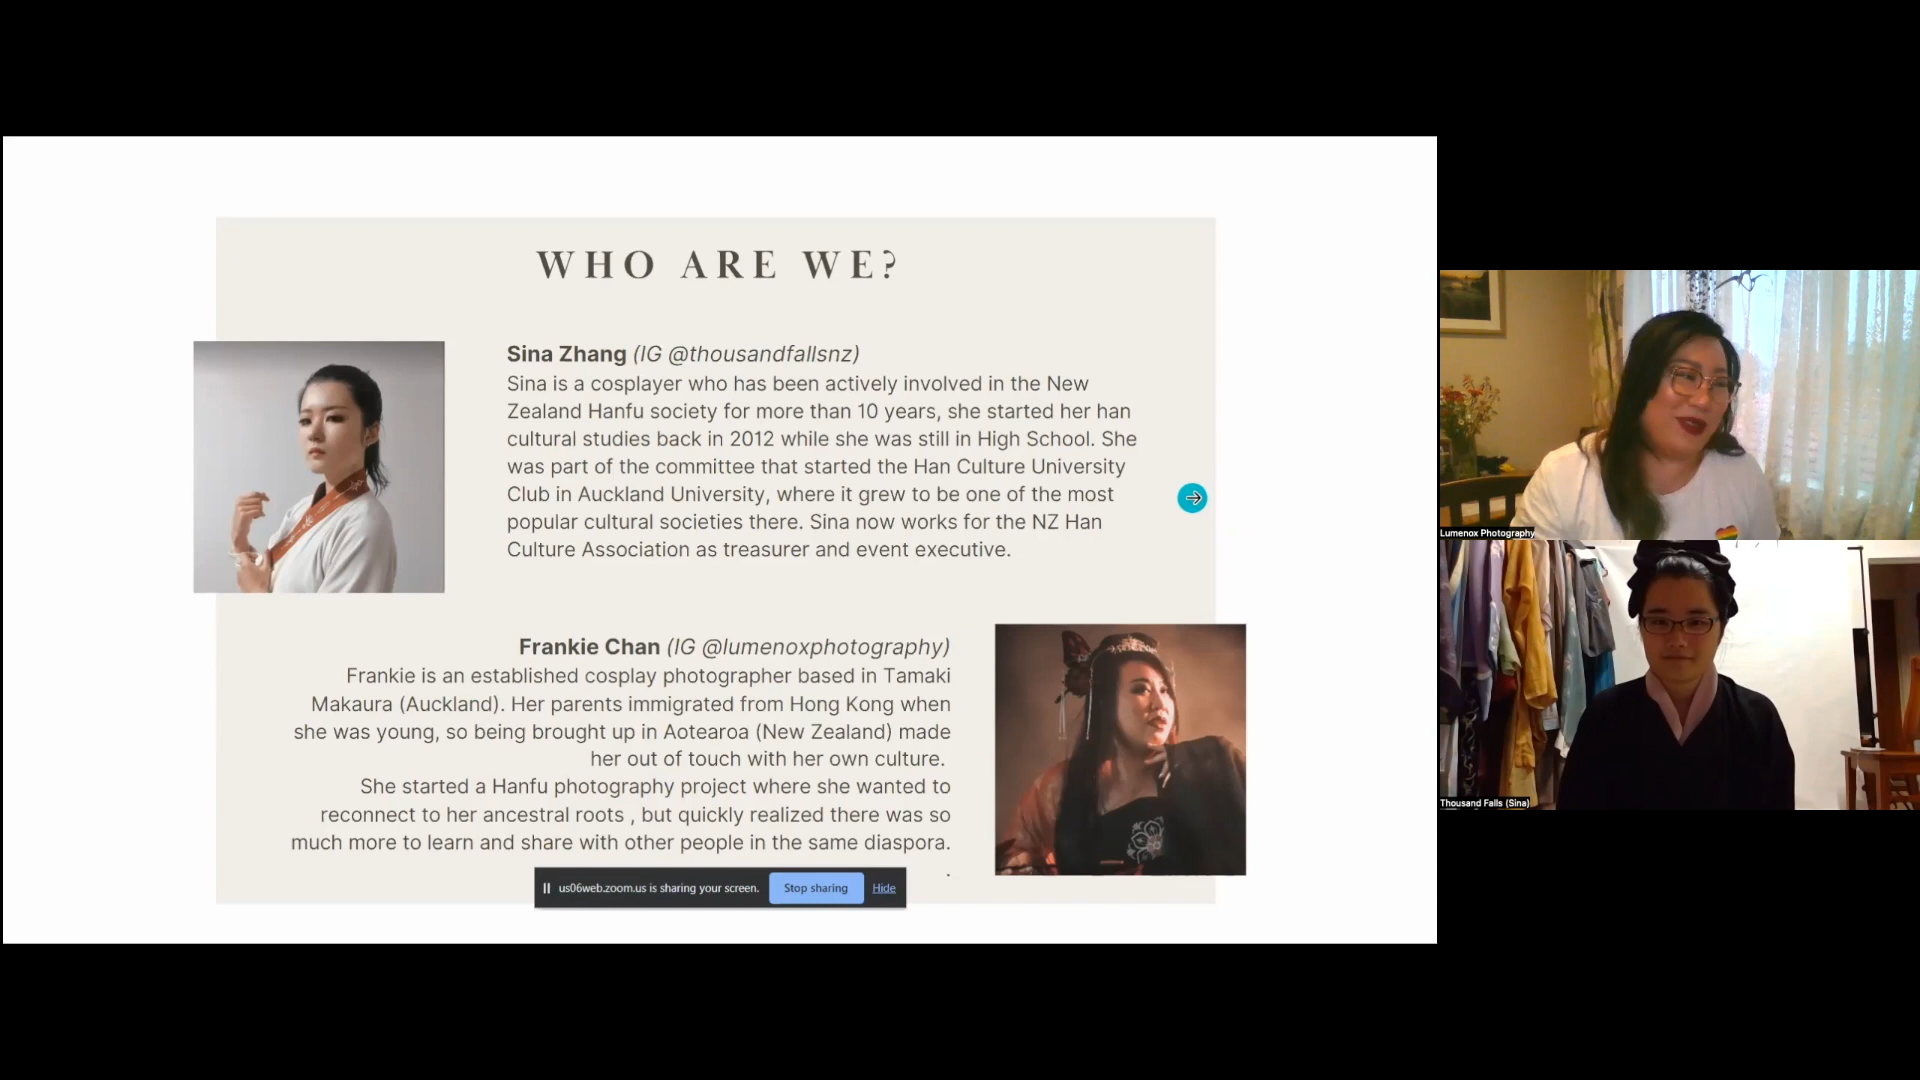 WHO ARE WE?
Sina Zhang (IG @thousandfallsnz)
Sina is a cosplayer who has been actively involved in the New
Zealand Hanfu society for more than 10 years, she started her han
cultural studies back in 2012 while she was still in High School. She
was part of the committee that started the Han Culture University
Club in Auckland University, where it grew to be one of the most
popular cultural societies there. Sina now works for the NZ Han
Culture Association as treasurer and event executive.
Frankie Chan (IG @lumenoxphotography)
Frankie is an established cosplay photographer based in Tamaki
Makaura (Auckland). Her parents immigrated from Hong Kong when
she was young, so being brought up in Aotearoa (New Zealand) made
her out of touch with her own culture.
She started a Hanfu photography project where she wanted to
reconnect to her ancestral roots , but quickly realized there was so
much more to learn and share with other people in the same diaspora.
.
us06web.zoom.us is sharing your screen. Stop sharing Hide
Lumenox Photography
Thousand Falls (Sina)